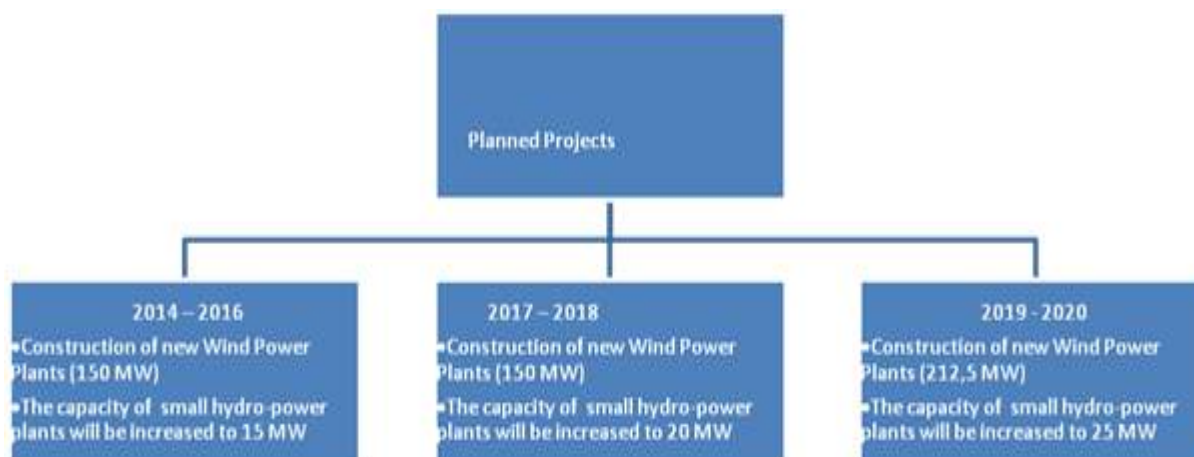 Planned Projects
2014 – 2016
•Construction of new Wind Power
Plants (150 MW)
•The capacity of small hydro-power
plants will be increased to 15 MW
2017 – 2018
•Construction of new Wind Power
Plants (150 MW)
•The capacity of small hydro-power
plants will be increased to 20 MW
2019 - 2020
•Construction of new Wind Power
Plants (212,5 MW)
•The capacity of small hydro-power
plants will be increased to 25 MW